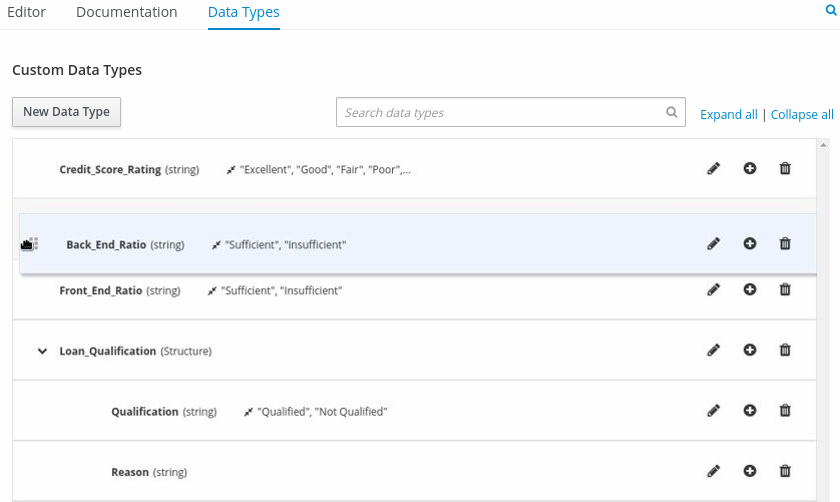 Editor Documentation Data Types
Custom Data Types
New Data Type Search data types Expand all | Collapse all
Credit_Score_Rating (string) "Excellent", "Good", "Fair", "Poor",...
Back_End_Ratio (string) "Sufficient", "Insufficient"
Front_End_Ratio (string) "Sufficient", "Insufficient"
Loan_Qualification (Structure)
Qualification (string) "Qualified", "Not Qualified"
Reason (string)